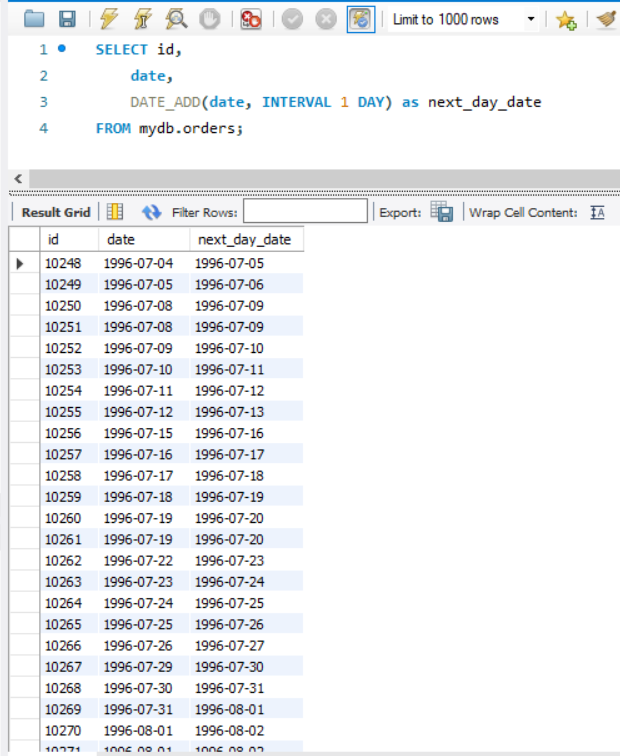 Limit to 1000 rows
1 SELECT id,
2 date,
3 DATE_ADD(date, INTERVAL 1 DAY) as next_day_date
4 FROM mydb.orders;
Result Grid Filter Rows: Export: Wrap Cell Content: IA
id date next_day_date
10248 1996-07-04 1996-07-05
10249 1996-07-05 1996-07-06
10250 1996-07-08 1996-07-09
10251 1996-07-08 1996-07-09
10252 1996-07-09 1996-07-10
10253 1996-07-10 1996-07-11
10254 1996-07-11 1996-07-12
10255 1996-07-12 1996-07-13
10256 1996-07-15 1996-07-16
10257 1996-07-16 1996-07-17
10258 1996-07-17 1996-07-18
10259 1996-07-18 1996-07-19
10260 1996-07-19 1996-07-20
10261 1996-07-19 1996-07-20
10262 1996-07-22 1996-07-23
10263 1996-07-23 1996-07-24
10264 1996-07-24 1996-07-25
10265 1996-07-25 1996-07-26
10266 1996-07-26 1996-07-27
10267 1996-07-29 1996-07-30
10268 1996-07-30 1996-07-31
10269 1996-07-31 1996-08-01
10270 1996-08-01 1996-08-02
10271 1996-08-01 1996-08-02